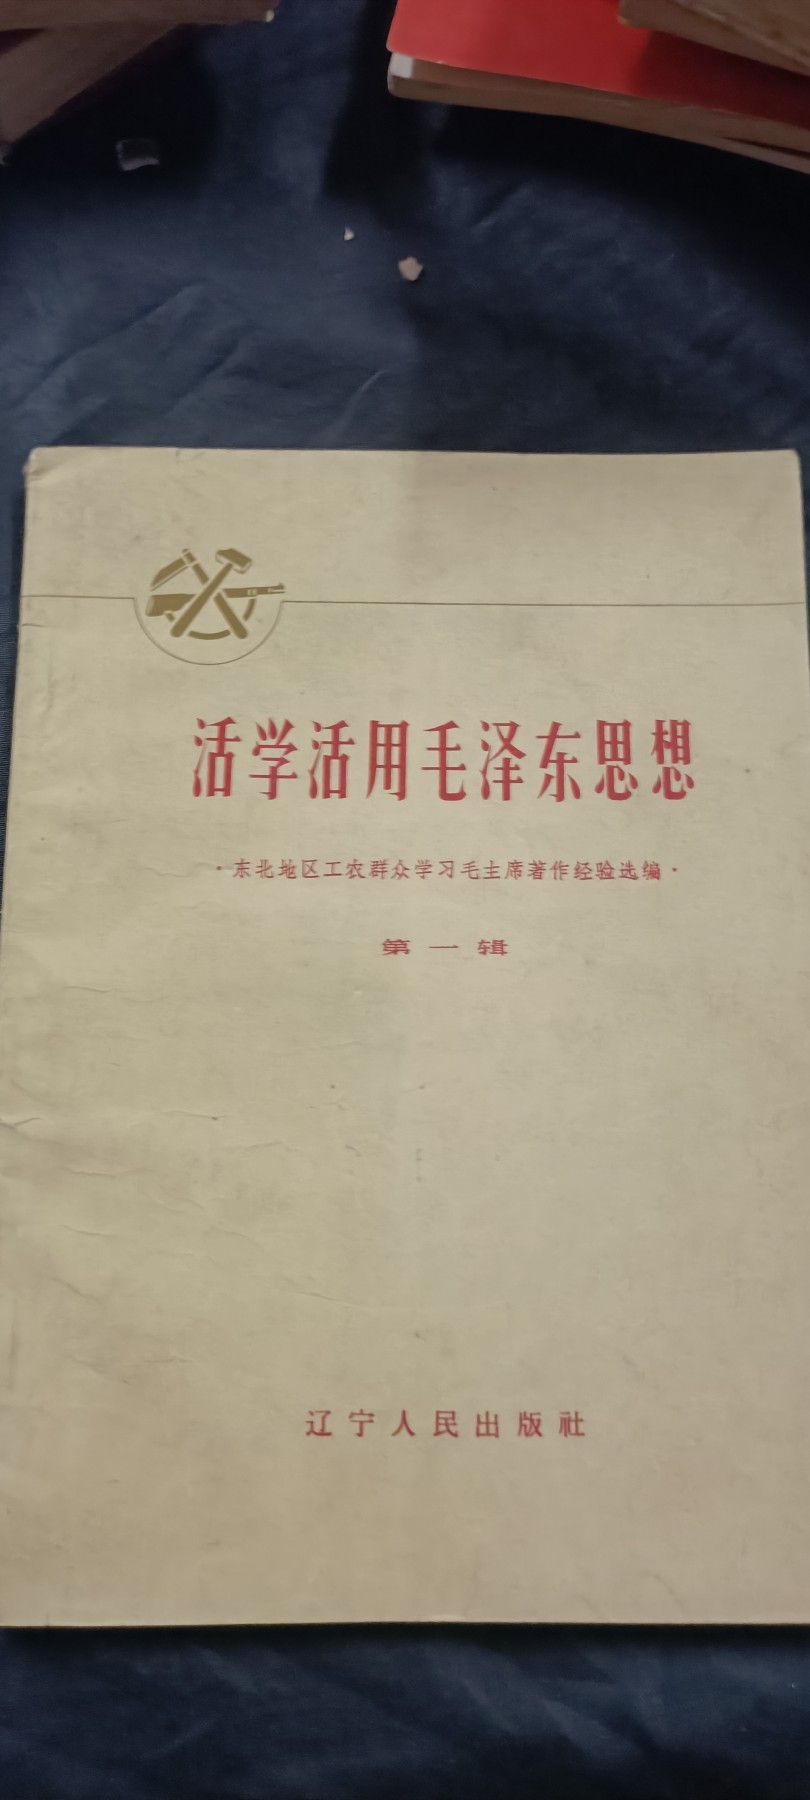 活学活用毛泽东思想
·东北地区工农群众学习毛主席著作经验选编·
第一辑
辽宁人民出版社